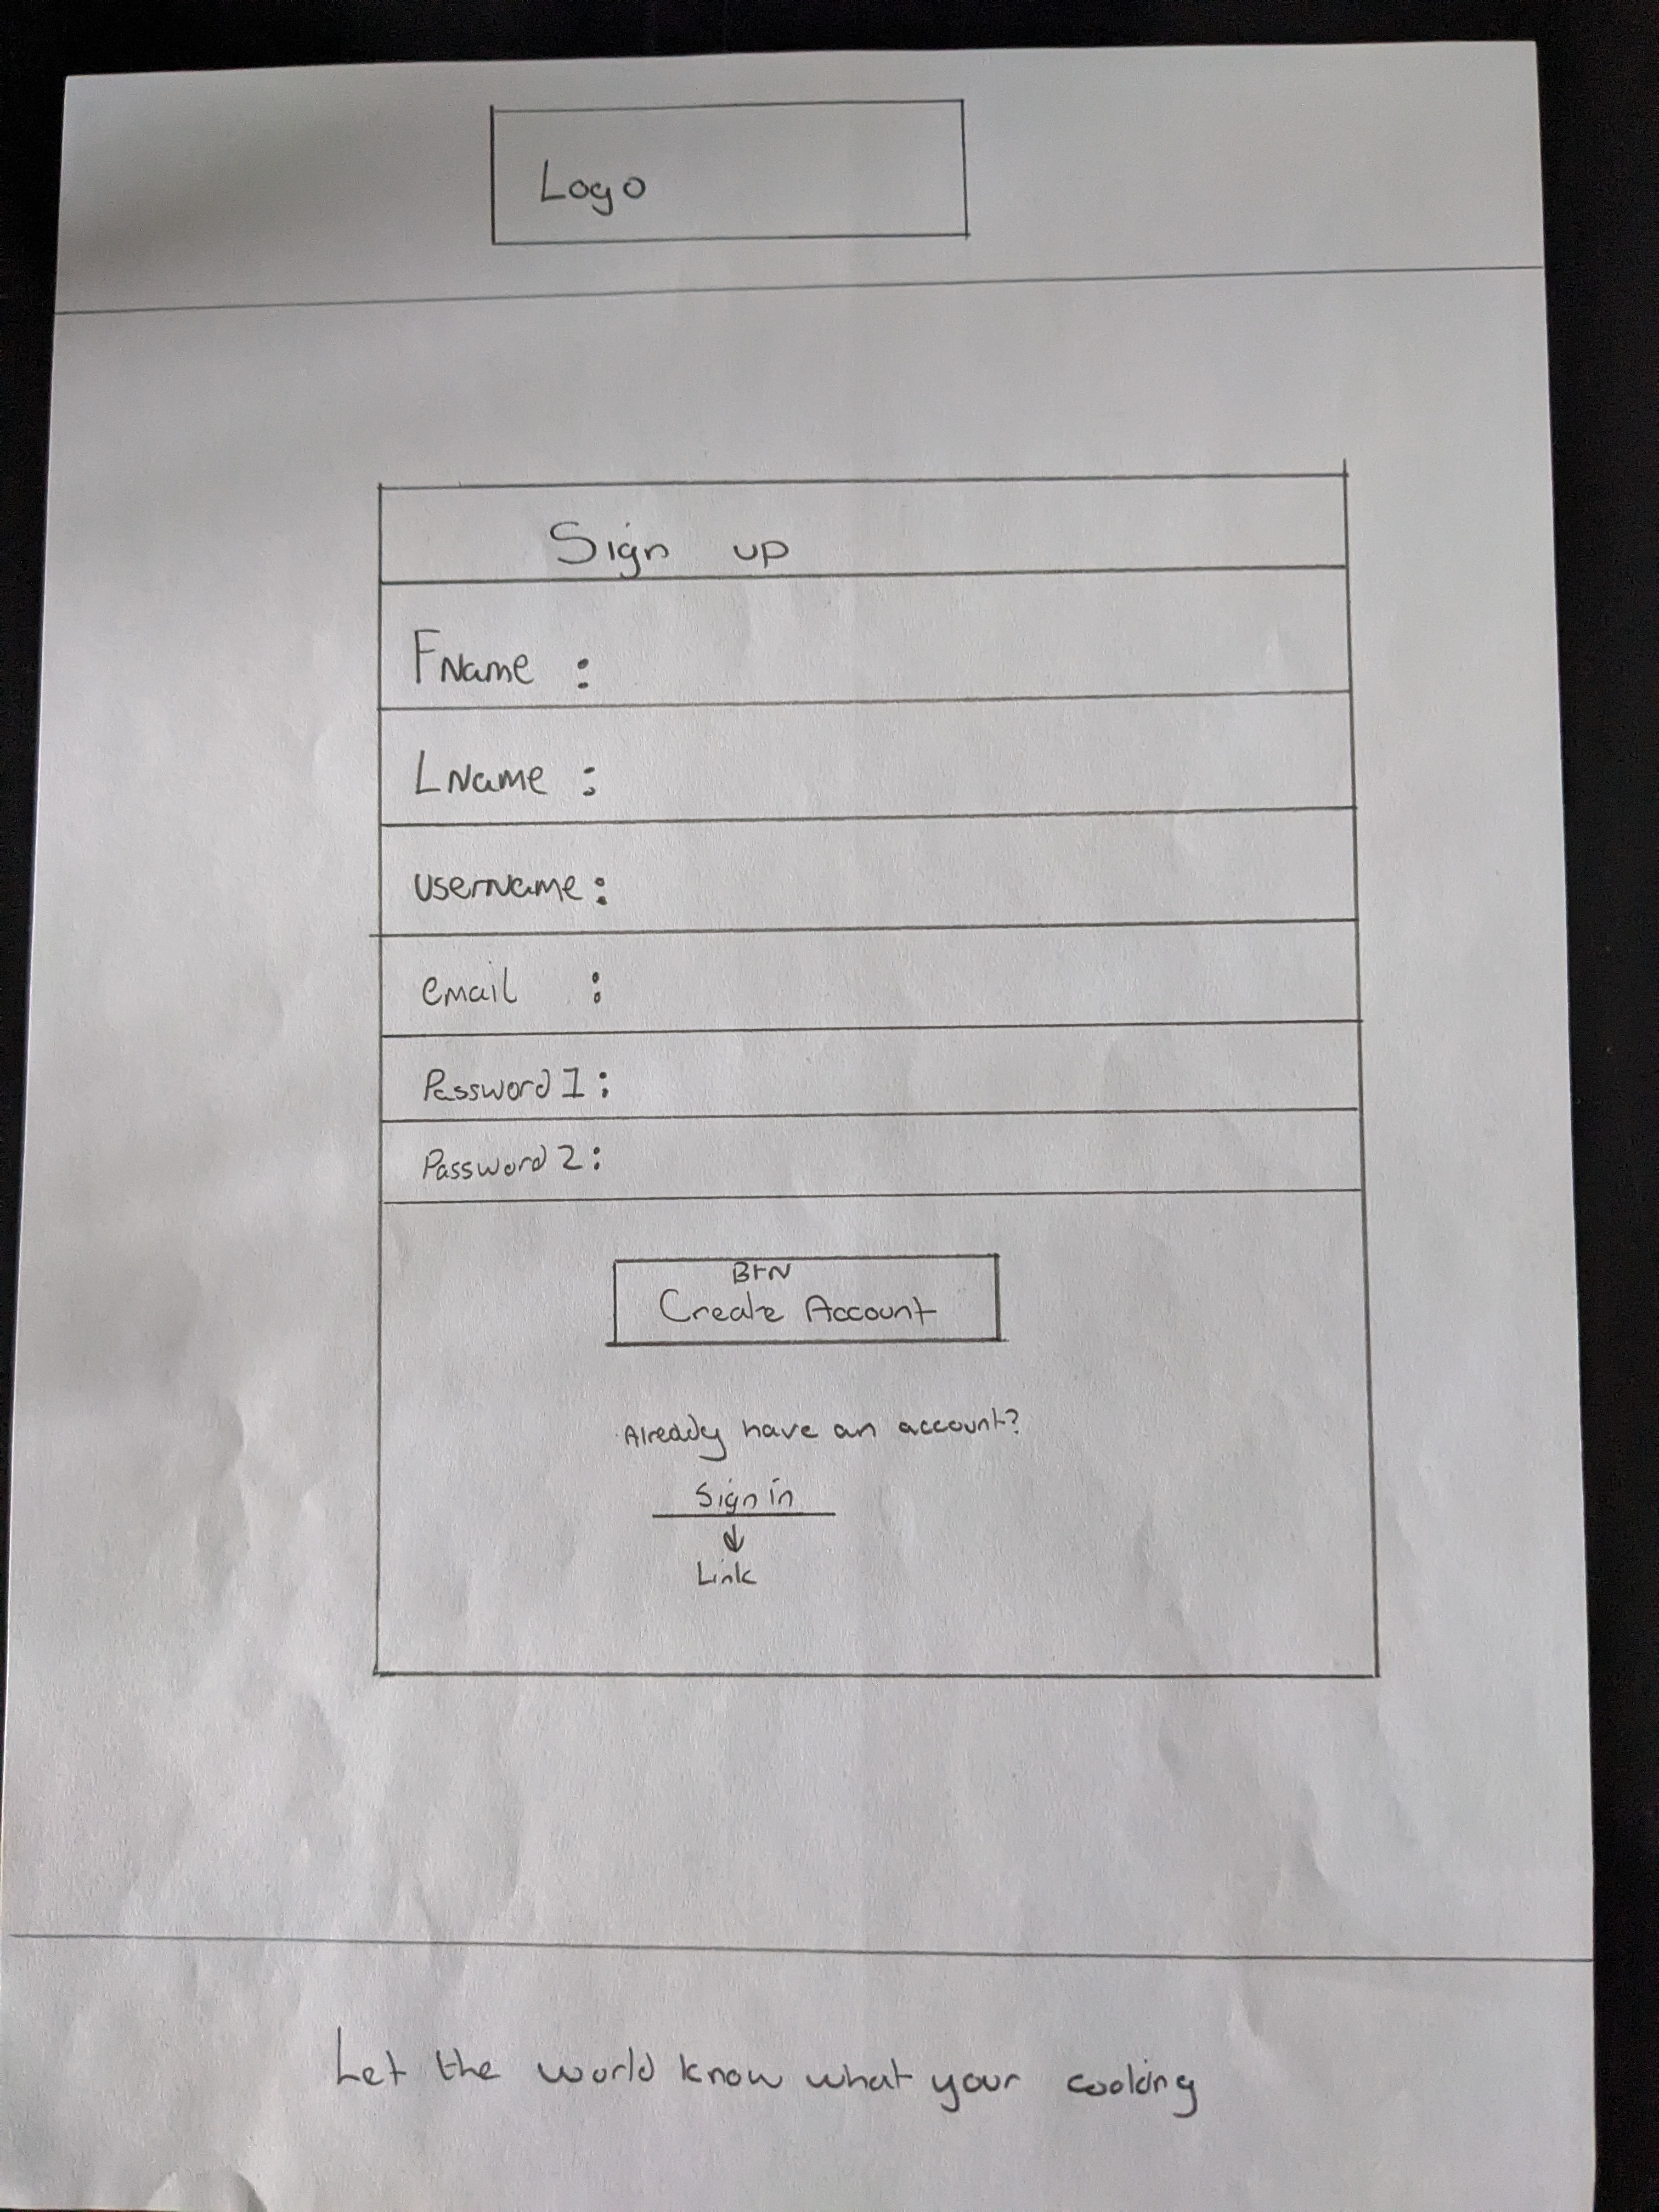 Logo
Sign up
FName :
LName :
username :
email :
Password 1 :
Password 2 :
BtN
Create Account
Already have an account?
Sign in
Link
Let the world know what your cooking